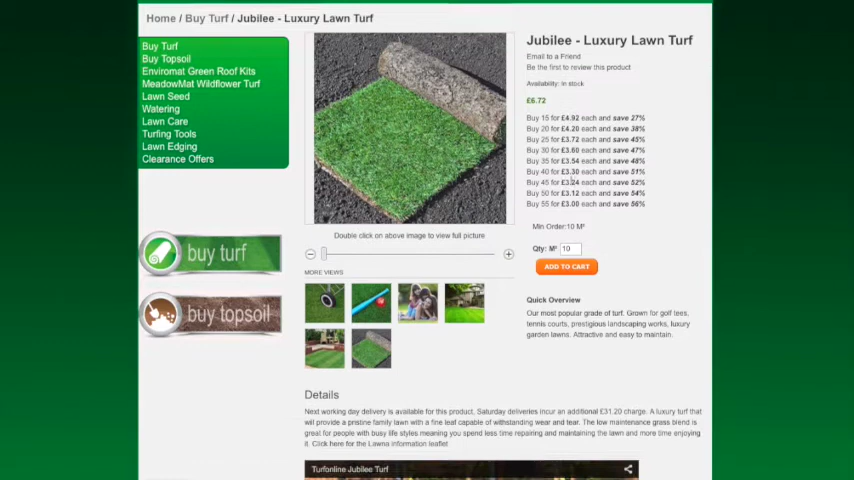 Home / Buy Turf / Jubilee - Luxury Lawn Turf
Buy Turf
Buy Topsoil
Enviromat Green Roof Kits
MeadowMat Wildflower Turf
Lawn Seed
Watering
Lawn Care
Turfing Tools
Lawn Edging
Clearance Offers
buy turf
buy topsoil
Double click on above image to view full picture
MORE VIEWS
Jubilee - Luxury Lawn Turf
Email to a Friend
Be the first to review this product
Availability: In stock
£6.72
Buy 15 for £4.92 each and save 27%
Buy 20 for £4.20 each and save 38%
Buy 25 for £3.72 each and save 45%
Buy 30 for £3.60 each and save 47%
Buy 35 for £3.54 each and save 48%
Buy 40 for £3.30 each and save 51%
Buy 45 for £3.24 each and save 52%
Buy 50 for £3.12 each and save 54%
Buy 55 for £3.00 each and save 56%
Min Order:10 M²
Qty: M² 10
ADD TO CART
Quick Overview
Our most popular grade of turf. Grown for golf tees,
tennis courts, prestigious landscaping works, luxury
garden lawns. Attractive and easy to maintain.
Details
Next working day delivery is available for this product, Saturday deliveries incur an additional £31.20 charge. A luxury turf that
will provide a pristine family lawn with a fine leaf capable of withstanding wear and tear. The low maintenance grass blend is
great for people with busy life styles meaning you spend less time repairing and maintaining the lawn and more time enjoying
it. Click here for the Lawna information leaflet
Turfonline Jubilee Turf